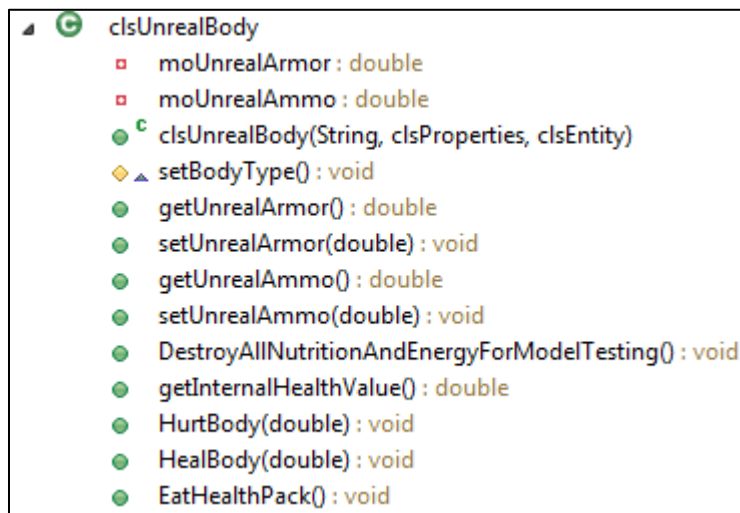 C clsUnrealBody
moUnrealArmor : double
moUnrealAmmo : double
C clsUnrealBody(String, clsProperties, clsEntity)
setBodyType() : void
getUnrealArmor() : double
setUnrealArmor(double) : void
getUnrealAmmo() : double
setUnrealAmmo(double) : void
DestroyAllNutritionAndEnergyForModelTesting() : void
getInternalHealthValue() : double
HurtBody(double) : void
HealBody(double) : void
EatHealthPack() : void